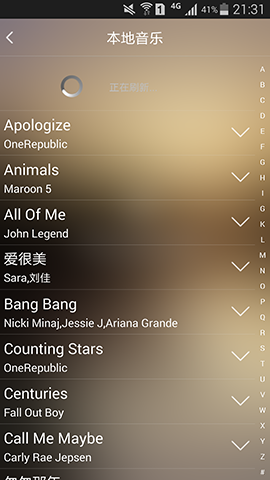 1 4G 41% 21:31
本地音乐
正在刷新
Apologize
OneRepublic
Animals
Maroon 5
All Of Me
John Legend
爱很美
Sara,刘佳
Bang Bang
Nicki Minaj,Jessie J,Ariana Grande
Counting Stars
OneRepublic
Centuries
Fall Out Boy
Call Me Maybe
Carly Rae Jepsen
A
B
C
D
E
F
G
H
I
G
K
L
M
N
O
P
Q
R
S
T
U
V
W
X
Y
Z
#